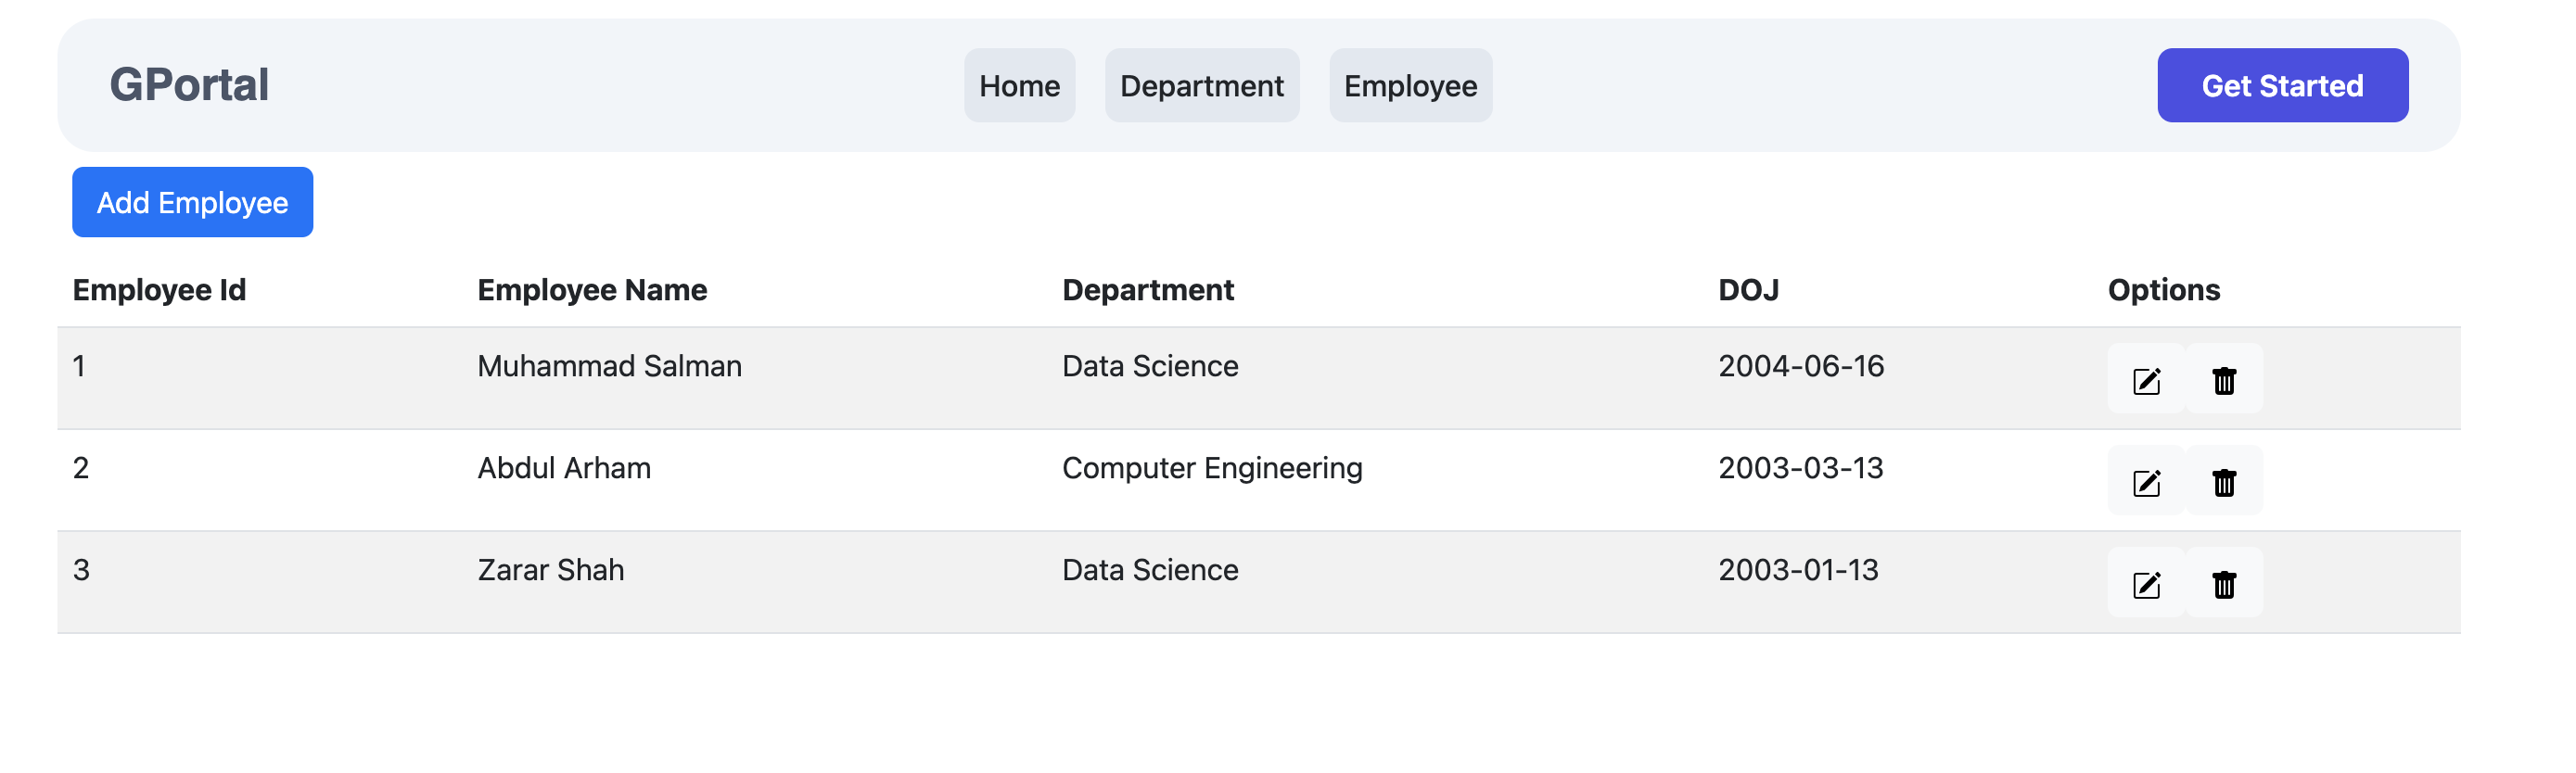 GPortal Home Department Employee Get Started
Add Employee
Employee Id Employee Name Department DOJ Options
1 Muhammad Salman Data Science 2004-06-16
2 Abdul Arham Computer Engineering 2003-03-13
3 Zarar Shah Data Science 2003-01-13